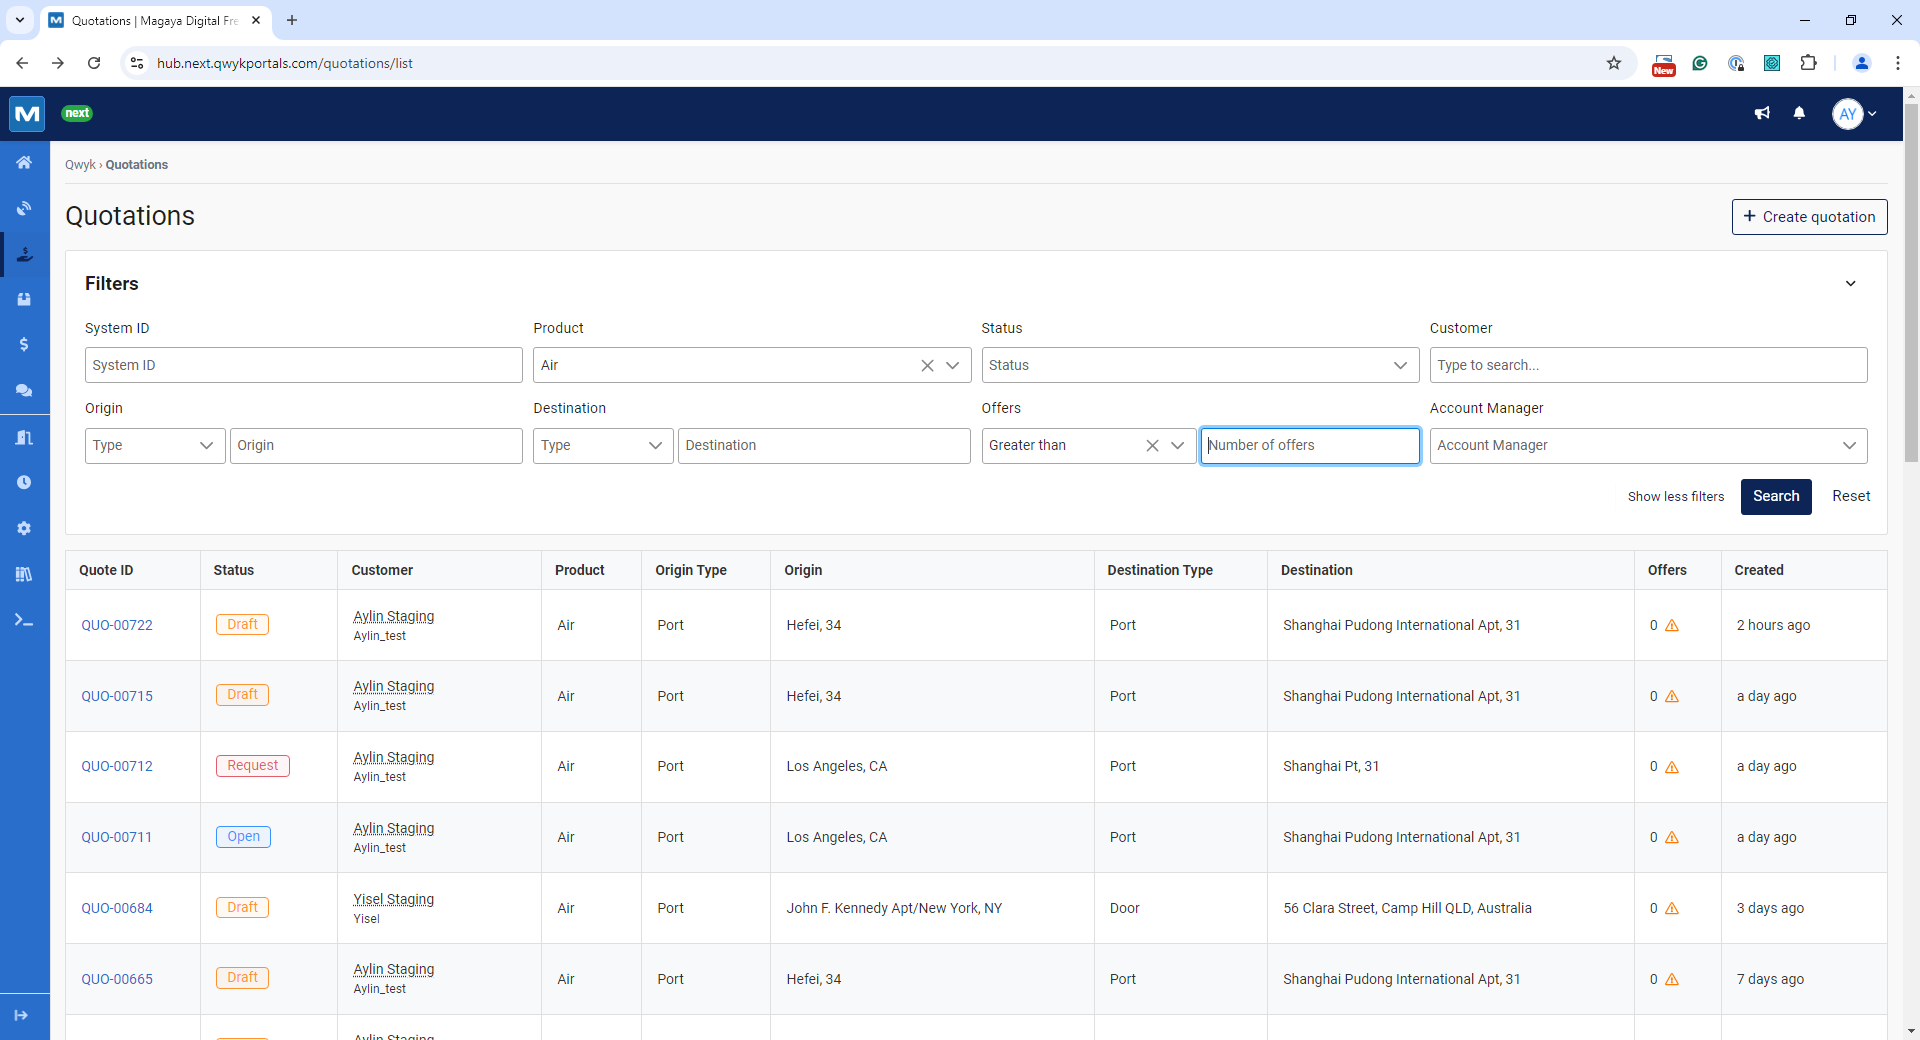 Quotations | Magaya Digital Fre
hub.next.qwykportals.com/quotations/list
New
M next
AY
Qwyk › Quotations
Quotations
+ Create quotation
Filters
System ID Product Status Customer
System ID Air Status Type to search...
Origin Destination Offers Account Manager
Type Origin Type Destination Greater than Number of offers Account Manager
Show less filters Search Reset
Quote ID Status Customer Product Origin Type Origin Destination Type Destination Offers Created
QUO-00722 Draft Aylin Staging Air Port Hefei, 34 Port Shanghai Pudong International Apt, 31 0 2 hours ago
Aylin_test
QUO-00715 Draft Aylin Staging Air Port Hefei, 34 Port Shanghai Pudong International Apt, 31 0 a day ago
Aylin_test
QUO-00712 Request Aylin Staging Air Port Los Angeles, CA Port Shanghai Pt, 31 0 a day ago
Aylin_test
QUO-00711 Open Aylin Staging Air Port Los Angeles, CA Port Shanghai Pudong International Apt, 31 0 a day ago
Aylin_test
QUO-00684 Draft Yisel Staging Air Port John F. Kennedy Apt/New York, NY Door 56 Clara Street, Camp Hill QLD, Australia 0 3 days ago
Yisel
QUO-00665 Draft Aylin Staging Air Port Hefei, 34 Port Shanghai Pudong International Apt, 31 0 7 days ago
Aylin_test
Aylin Staging